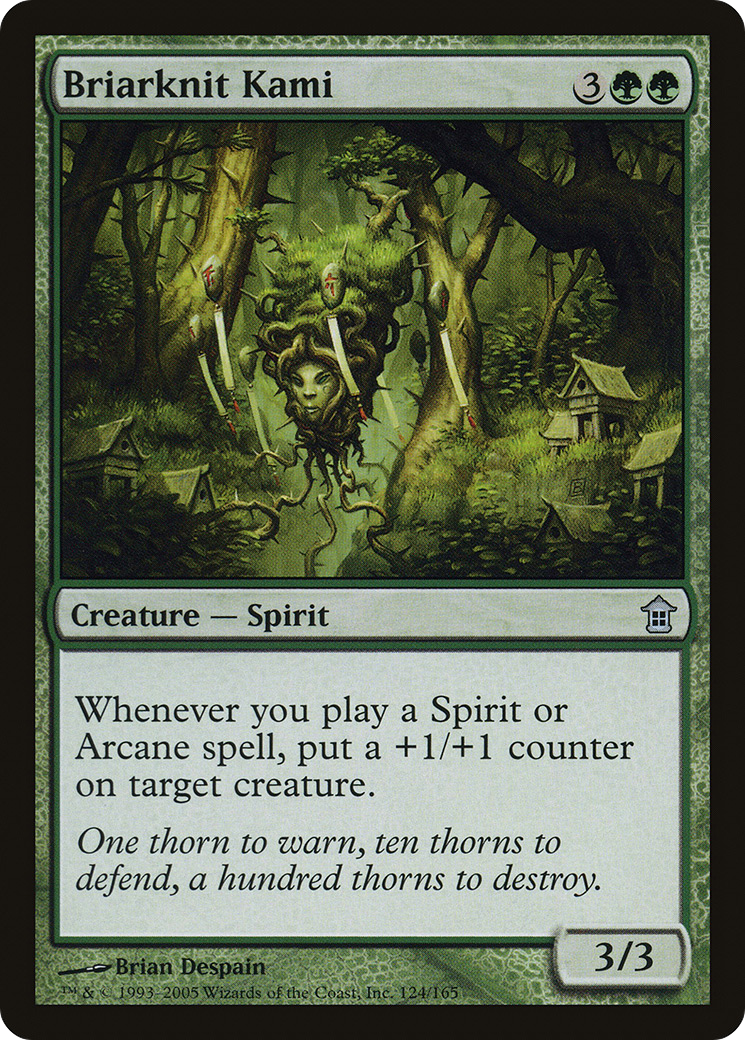 Briarknit Kami
3
Creature — Spirit
Whenever you play a Spirit or
Arcane spell, put a +1/+1 counter
on target creature.
One thorn to warn, ten thorns to
defend, a hundred thorns to destroy.
3/3
Brian Despain
™ & © 1993–2005 Wizards of the Coast, Inc. 124/165